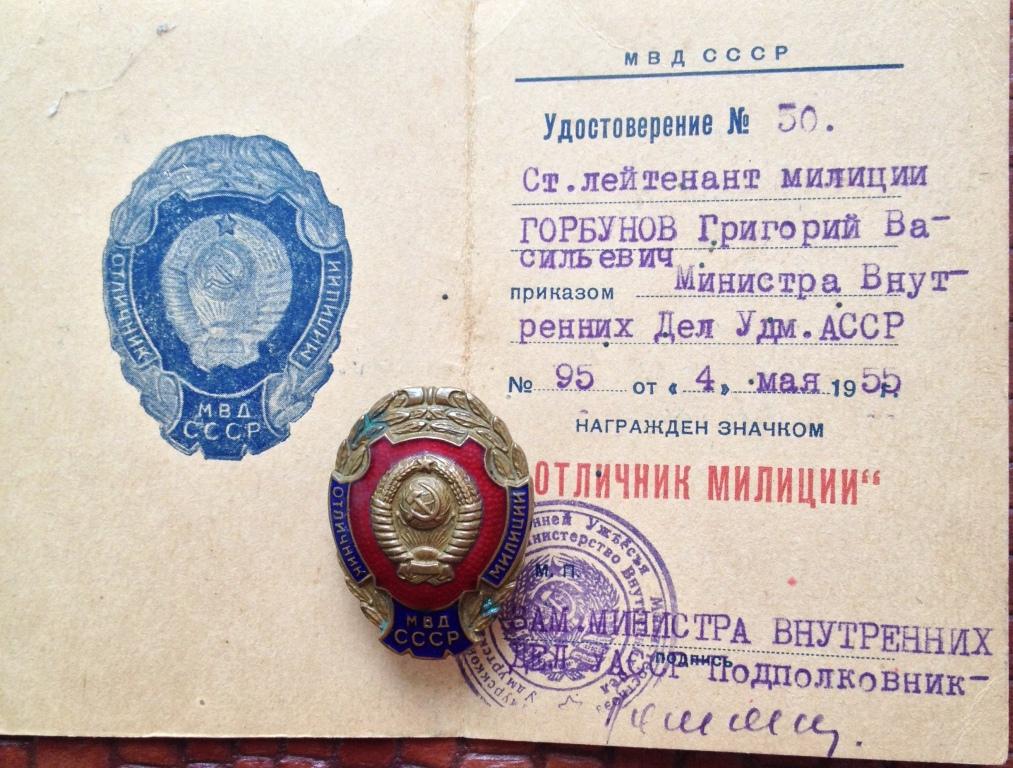 ОТЛИЧНИК
МИЛИЦИИ
МВД
СССР
ОТЛИЧНИК
МИЛИЦИИ
МВД
СССР
МВД СССР
Удостоверение № 50.
Ст.лейтенант милиции
ГОРБУНОВ Григорий Ва-
сильевич
приказом Министра Внут-
ренних Дел Удм.АССР
№ 95 от « 4 » мая 1955 г.
НАГРАЖДЕН ЗНАЧКОМ
ОТЛИЧНИК МИЛИЦИИ“
М. П.
ЗАМ.МИНИСТРА ВНУТРЕННИХ
ДЕЛ УАССР подполковник-
подпись